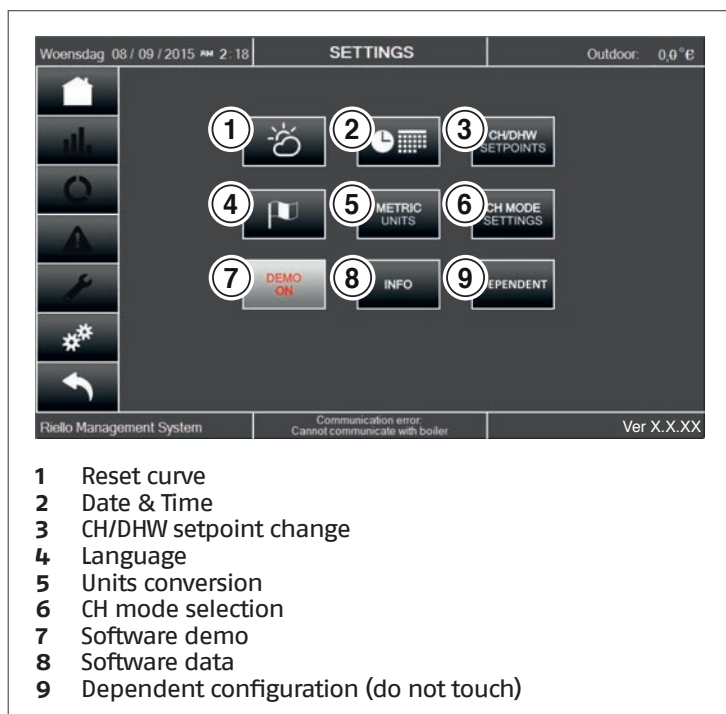 Woensdag 08 / 09 / 2015 PM 2:18 SETTINGS Outdoor: 0,0 °C
1 2 3 CH/DHW SETPOINTS
4 5 METRIC UNITS 6 CH MODE SETTINGS
7 DEMO ON 8 INFO 9 EPENDENT
Riello Management System Communication error: Cannot communicate with boiler Ver X.X.XX
1 Reset curve
2 Date & Time
3 CH/DHW setpoint change
4 Language
5 Units conversion
6 CH mode selection
7 Software demo
8 Software data
9 Dependent configuration (do not touch)